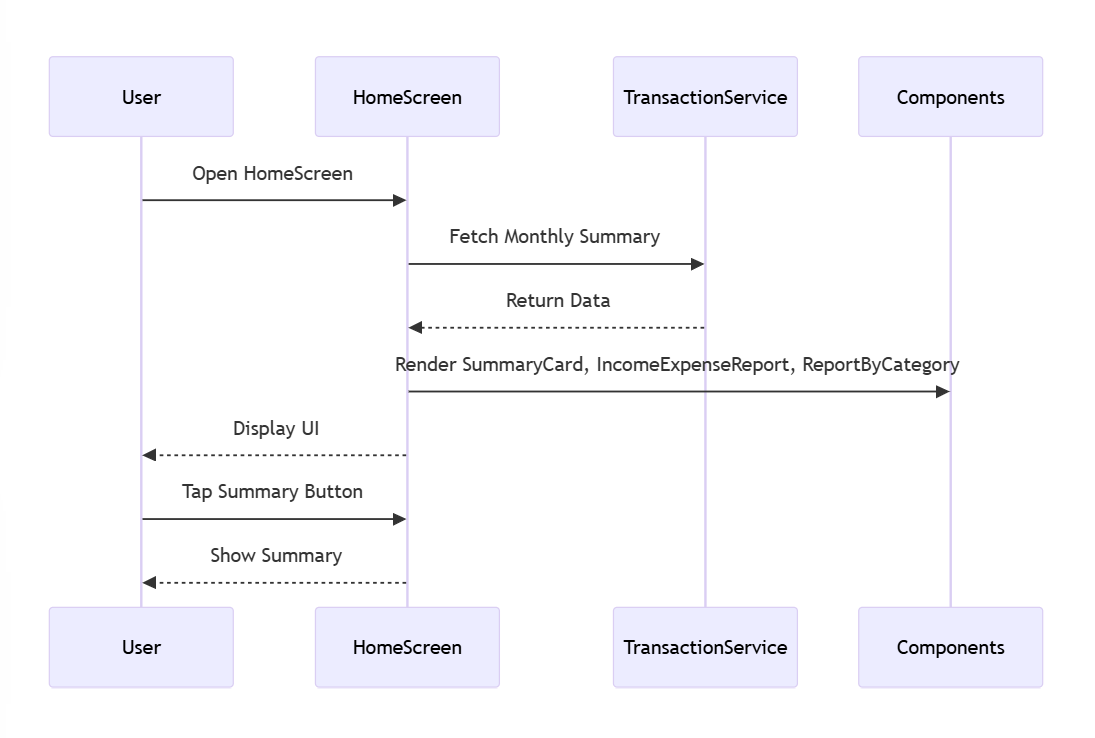 User
HomeScreen
TransactionService
Components
Open HomeScreen
Fetch Monthly Summary
Return Data
Render SummaryCard, IncomeExpenseReport, ReportByCategory
Display UI
Tap Summary Button
Show Summary
User
HomeScreen
TransactionService
Components